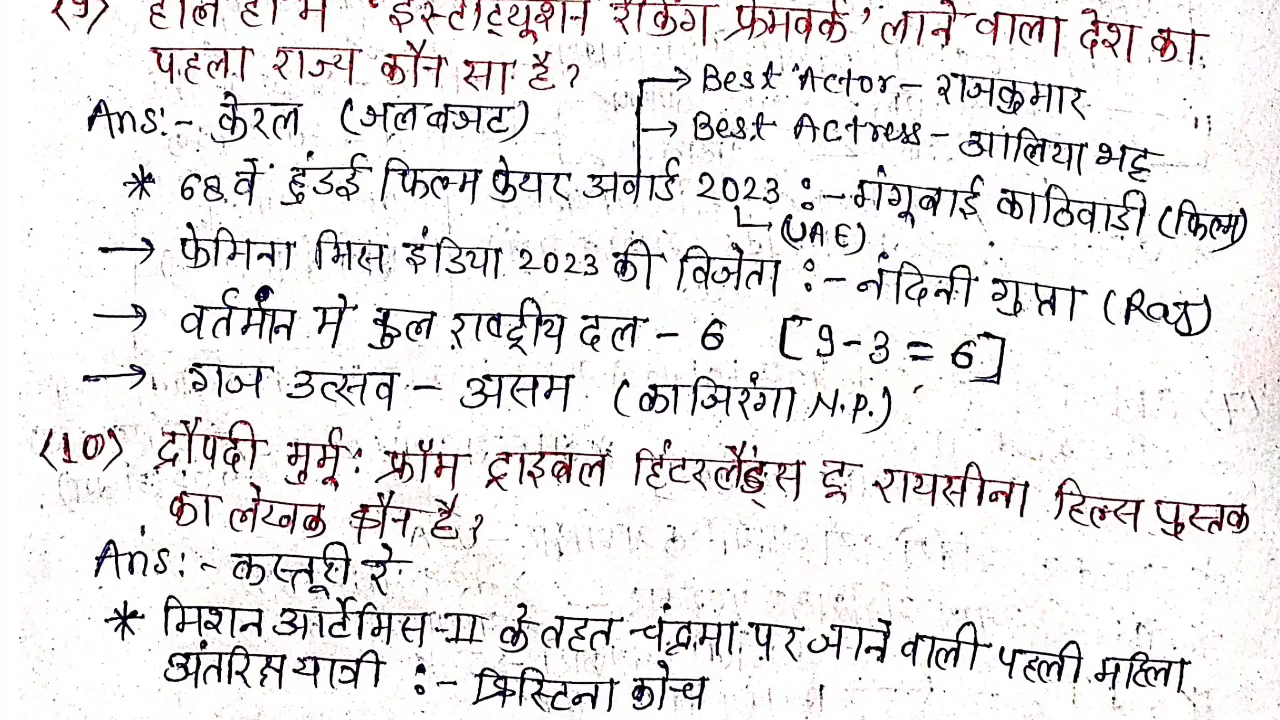 (9) हाल ही में 'इंस्टीट्यूशन रैंकिंग फ्रेमवर्क' लाने वाला देश का
पहला राज्य कौन सा है?
→ Best Actor - राजकुमार
Ans:- केरल (जल बजट)
→ Best Actress - आलिया भट्ट
* 68 वें हुंडई फिल्म फेयर अवार्ड 2023 :- गंगूबाई काठियावाड़ी (फिल्म)
↳ (UAE)
→ फेमिना मिस इंडिया 2023 की विजेता :- नंदिनी गुप्ता (Raj)
→ वर्तमान में कुल राष्ट्रीय दल - 6 [9-3 = 6]
→ गज उत्सव - असम (काजिरंगा N.P.)
(10) द्रौपदी मुर्मू: फ्रॉम ट्राइबल हिंटरलैंड्स टू रायसीना हिल्स पुस्तक
का लेखक कौन है?
Ans:- कस्तूरी रे
* मिशन आर्टेमिस-II के तहत चंद्रमा पर जाने वाली पहली महिला
अंतरिक्ष यात्री :- क्रिस्टिना कोच